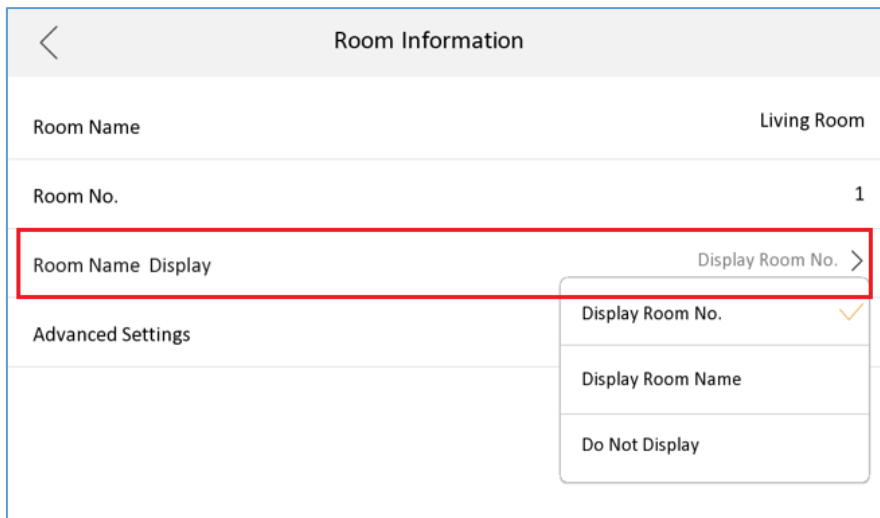 Room Information
Room Name Living Room
Room No. 1
Room Name Display Display Room No.
Display Room No.
Advanced Settings
Display Room Name
Do Not Display